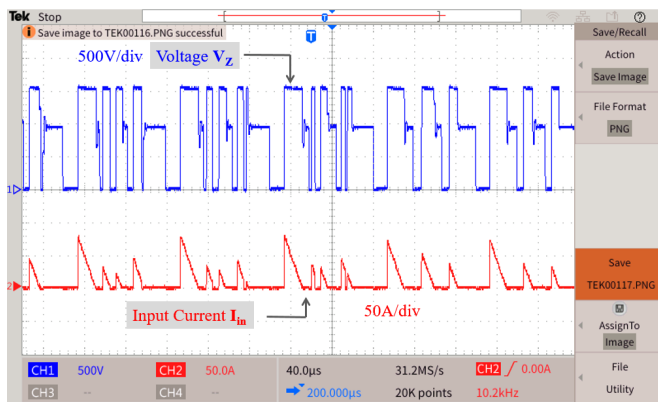 Tek Stop
T
i Save image to TEK00116.PNG successful
T
500V/div Voltage VZ
1
2
Input Current Iin
50A/div
Save/Recall
Action
Save Image
File Format
PNG
Save
TEK00117.PNG
AssignTo
Image
File
Utility
CH1 500V CH2 50.0A 40.0μs 31.2MS/s CH2 0.00A
CH3 -- CH4 -- 200.000μs 20K points 10.2kHz